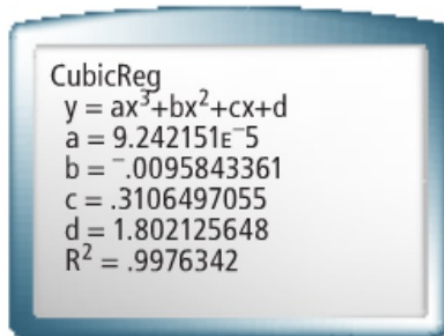 CubicReg
y = ax³+bx²+cx+d
a = 9.242151ᴇ⁻5
b = ⁻.0095843361
c = .3106497055
d = 1.802125648
R² = .9976342